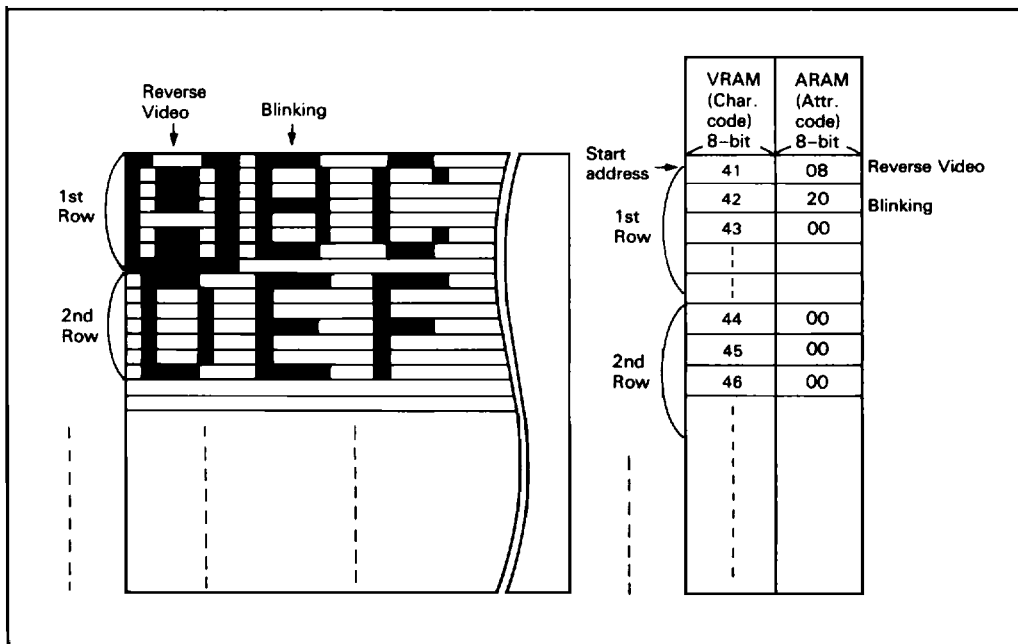 Reverse
Video
Blinking
1st
Row
2nd
Row
Start
address
1st
Row
2nd
Row
VRAM
(Char.
code)
8-bit
ARAM
(Attr.
code)
8-bit
41 08 Reverse Video
42 20 Blinking
43 00
44 00
45 00
46 00